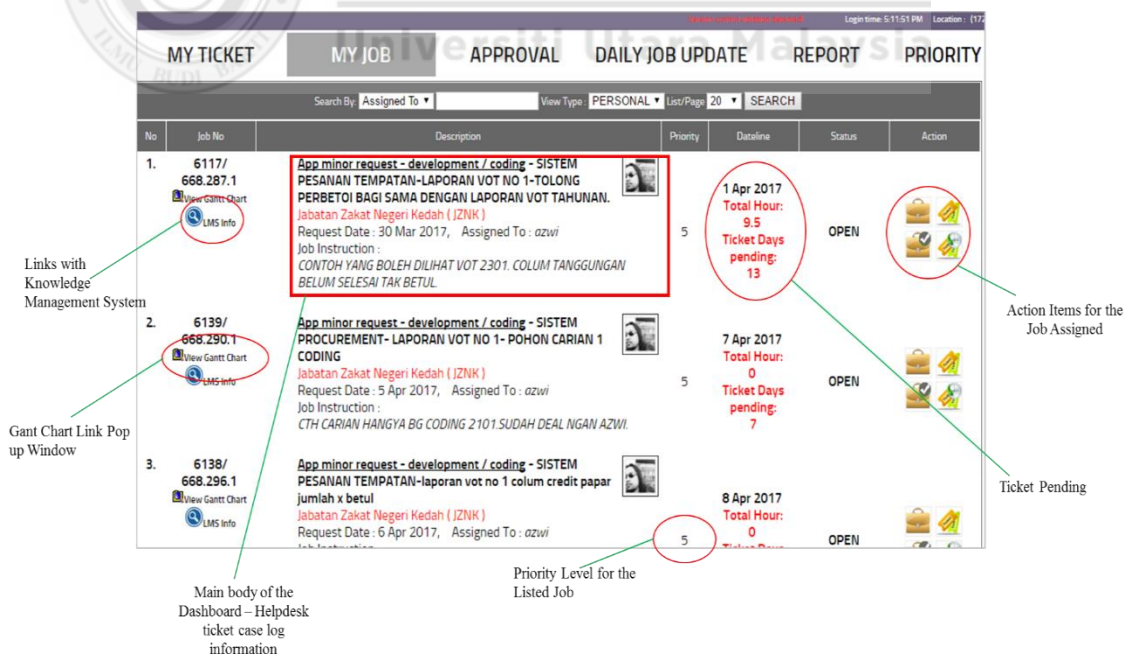 Login time: 5:11:51 PM Location : (172
Universiti Utara Malaysia
ILMU BUDI
MY TICKET MY JOB APPROVAL DAILY JOB UPDATE REPORT PRIORITY
Search By: Assigned To View Type : PERSONAL List/Page 20 SEARCH
No Job No Description Priority Dateline Status Action
1. 6117/
668.287.1
View Gantt Chart
LMS Info
App minor request - development / coding - SISTEM
PESANAN TEMPATAN-LAPORAN VOT NO 1-TOLONG
PERBETOI BAGI SAMA DENGAN LAPORAN VOT TAHUNAN.
Jabatan Zakat Negeri Kedah ( JZNK )
Request Date : 30 Mar 2017, Assigned To : azwi
Job Instruction :
CONTOH YANG BOLEH DILIHAT VOT 2301. COLUM TANGGUNGAN
BELUM SELESAI TAK BETUL.
5
1 Apr 2017
Total Hour:
9.5
Ticket Days
pending:
13
OPEN
2. 6139/
668.290.1
View Gantt Chart
LMS Info
App minor request - development / coding - SISTEM
PROCUREMENT- LAPORAN VOT NO 1- POHON CARIAN 1
CODING
Jabatan Zakat Negeri Kedah ( JZNK )
Request Date : 5 Apr 2017, Assigned To : azwi
Job Instruction :
CTH CARIAN HANGYA BG CODING 2101.SUDAH DEAL NGAN AZWI.
5
7 Apr 2017
Total Hour:
0
Ticket Days
pending:
7
OPEN
3. 6138/
668.296.1
View Gantt Chart
LMS Info
App minor request - development / coding - SISTEM
PESANAN TEMPATAN-laporan vot no 1 colum credit papar
jumlah x betul
Jabatan Zakat Negeri Kedah ( JZNK )
Request Date : 6 Apr 2017, Assigned To : azwi
Job Instruction
5
8 Apr 2017
Total Hour:
0
Ticket Days
OPEN
Links with
Knowledge
Management System
Gant Chart Link Pop
up Window
Main body of the
Dashboard – Helpdesk
ticket case log
information
Priority Level for the
Listed Job
Ticket Pending
Action Items for the
Job Assigned